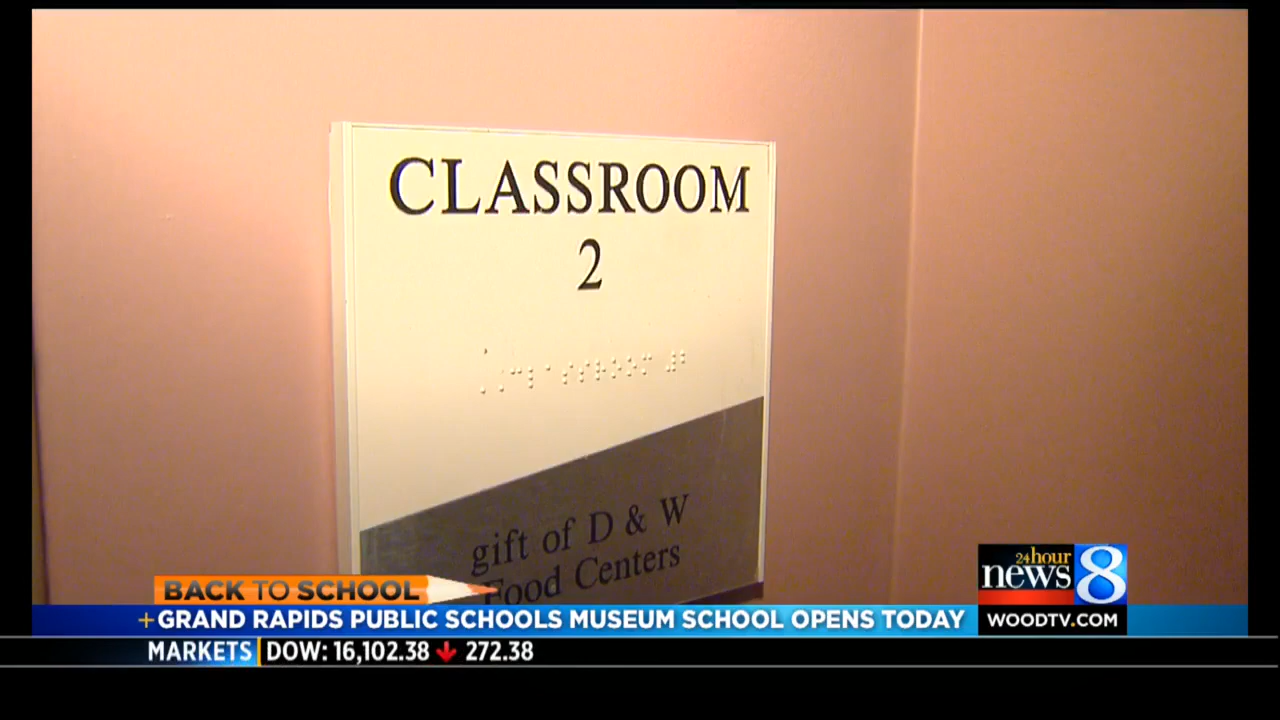 CLASSROOM
2
gift of D & W
Food Centers
BACK TO SCHOOL
+GRAND RAPIDS PUBLIC SCHOOLS MUSEUM SCHOOL OPENS TODAY
24hour
news 8
WOODTV.COM
MARKETS DOW: 16,102.38 272.38